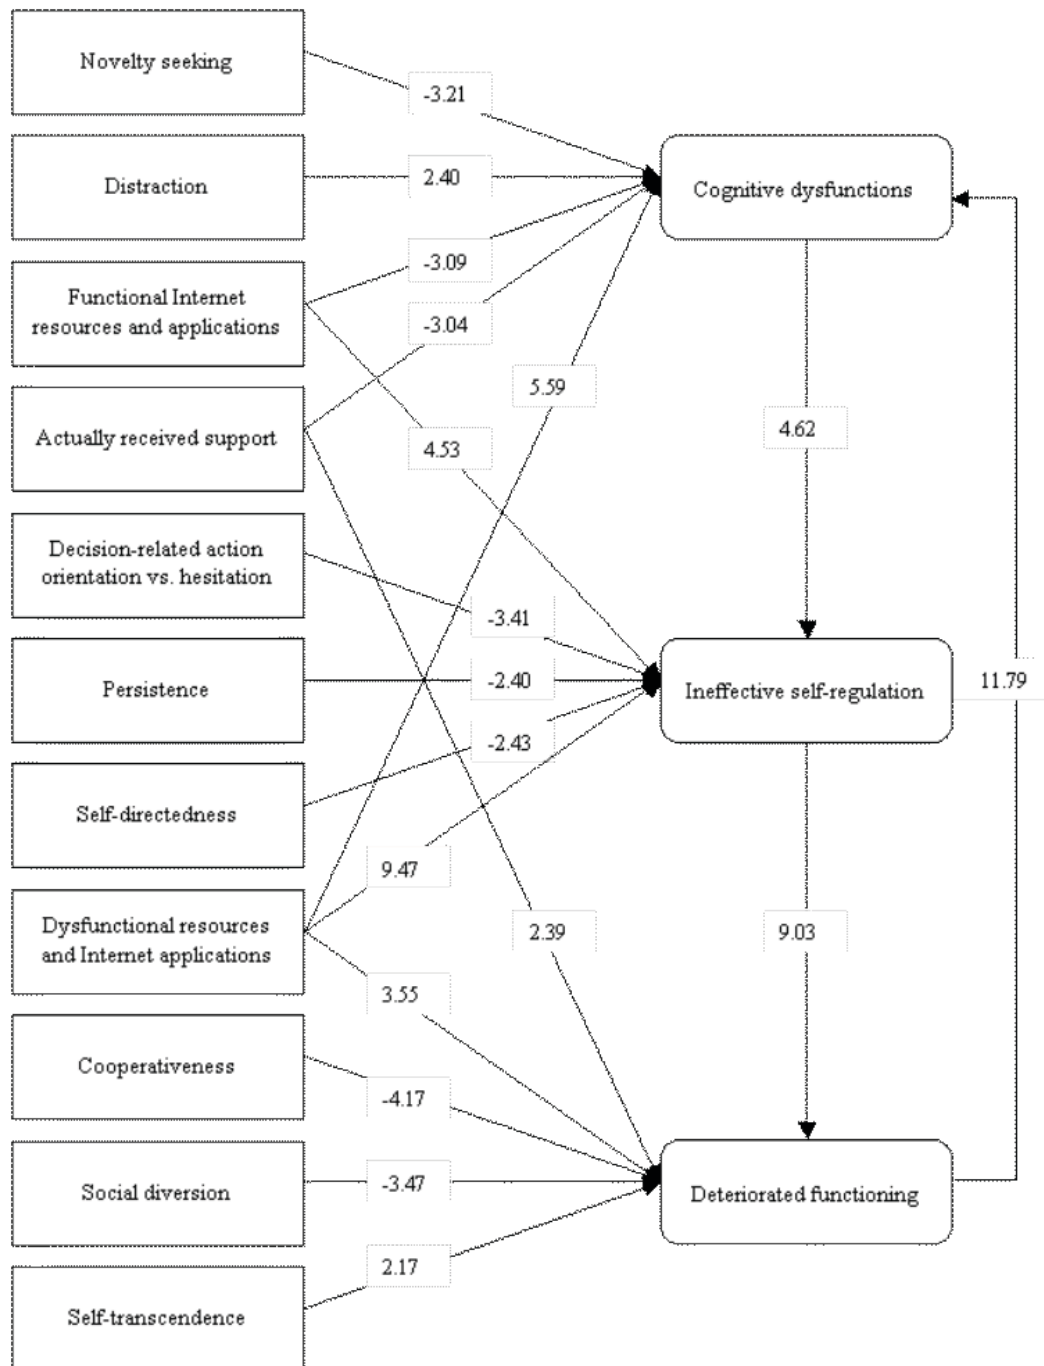 Novelty seeking
-3.21
Distraction
2.40
Cognitive dysfunctions
Functional Internet
resources and applications
-3.09
-3.04
5.59
Actually received support
4.53
4.62
Decision-related action
orientation vs. hesitation
-3.41
Persistence
-2.40
Ineffective self-regulation
11.79
-2.43
Self-directedness
9.47
Dysfunctional resources
and Internet applications
2.39
9.03
3.55
Cooperativeness
-4.17
Social diversion
-3.47
Deteriorated functioning
2.17
Self-transcendence